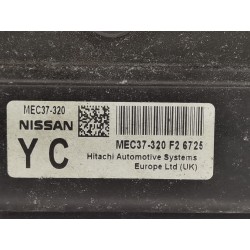 MEC37-320
NISSAN
YC
MEC37-320 F2 6725
Hitachi Automotive Systems
Europe Ltd (UK)